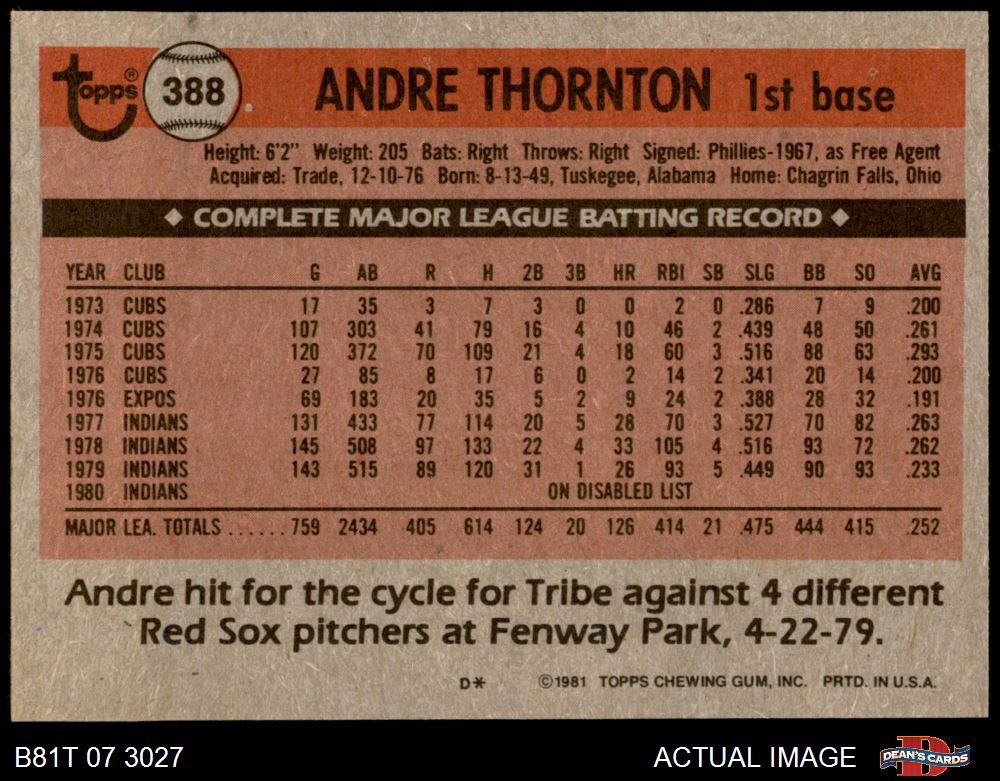 Topps® 388 ANDRE THORNTON 1st base
Height: 6'2" Weight: 205 Bats: Right Throws: Right Signed: Phillies-1967, as Free Agent
Acquired: Trade, 12-10-76 Born: 8-13-49, Tuskegee, Alabama Home: Chagrin Falls, Ohio
◆ COMPLETE MAJOR LEAGUE BATTING RECORD ◆
YEAR CLUB G AB R H 2B 3B HR RBI SB SLG BB SO AVG
1973 CUBS 17 35 3 7 3 0 0 2 0 .286 7 9 .200
1974 CUBS 107 303 41 79 16 4 10 46 2 .439 48 50 .261
1975 CUBS 120 372 70 109 21 4 18 60 3 .516 88 63 .293
1976 CUBS 27 85 8 17 6 0 2 14 2 .341 20 14 .200
1976 EXPOS 69 183 20 35 5 2 9 24 2 .388 28 32 .191
1977 INDIANS 131 433 77 114 20 5 28 70 3 .527 70 82 .263
1978 INDIANS 145 508 97 133 22 4 33 105 4 .516 93 72 .262
1979 INDIANS 143 515 89 120 31 1 26 93 5 .449 90 93 .233
1980 INDIANS ON DISABLED LIST
MAJOR LEA. TOTALS ...... 759 2434 405 614 124 20 126 414 21 .475 444 415 .252
Andre hit for the cycle for Tribe against 4 different
Red Sox pitchers at Fenway Park, 4-22-79.
D* ©1981 TOPPS CHEWING GUM, INC. PRTD. IN U.S.A.
B81T 07 3027 ACTUAL IMAGE DEAN'S CARDS